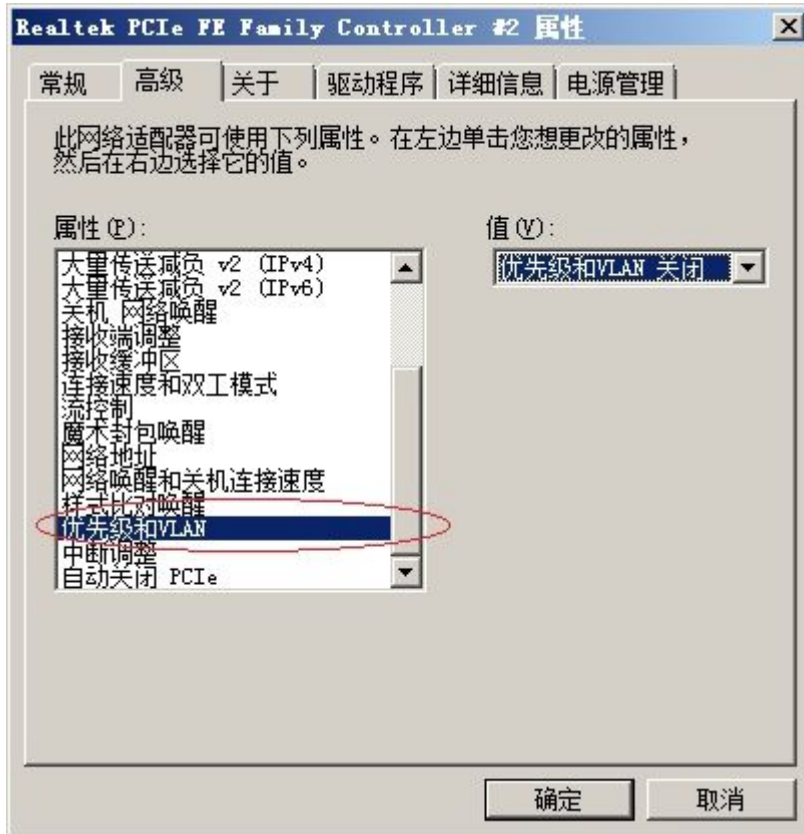 Realtek PCIe FE Family Controller #2 属性
常规 高级 关于 驱动程序 详细信息 电源管理
此网络适配器可使用下列属性。在左边单击您想更改的属性，
然后在右边选择它的值。
属性(P): 值(V):
大量传送减负 v2 (IPv4)
优先级和VLAN 关闭
大量传送减负 v2 (IPv6)
关机 网络唤醒
接收端调整
接收缓冲区
连接速度和双工模式
流控制
魔术封包唤醒
网络地址
网络唤醒和关机连接速度
样式比对唤醒
优先级和VLAN
中断调整
自动关闭 PCIe
确定 取消